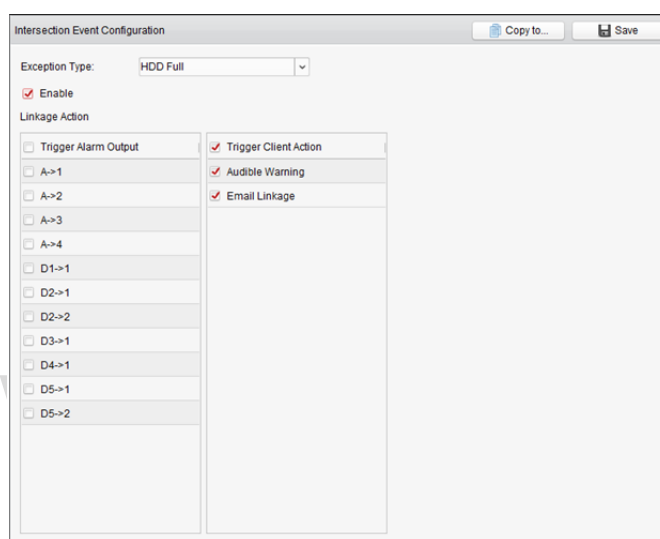 Intersection Event Configuration
Copy to...
Save
Exception Type:
HDD Full
Enable
Linkage Action
Trigger Alarm Output
Trigger Client Action
A->1
Audible Warning
A->2
Email Linkage
A->3
A->4
D1->1
D2->1
D2->2
D3->1
D4->1
D5->1
D5->2